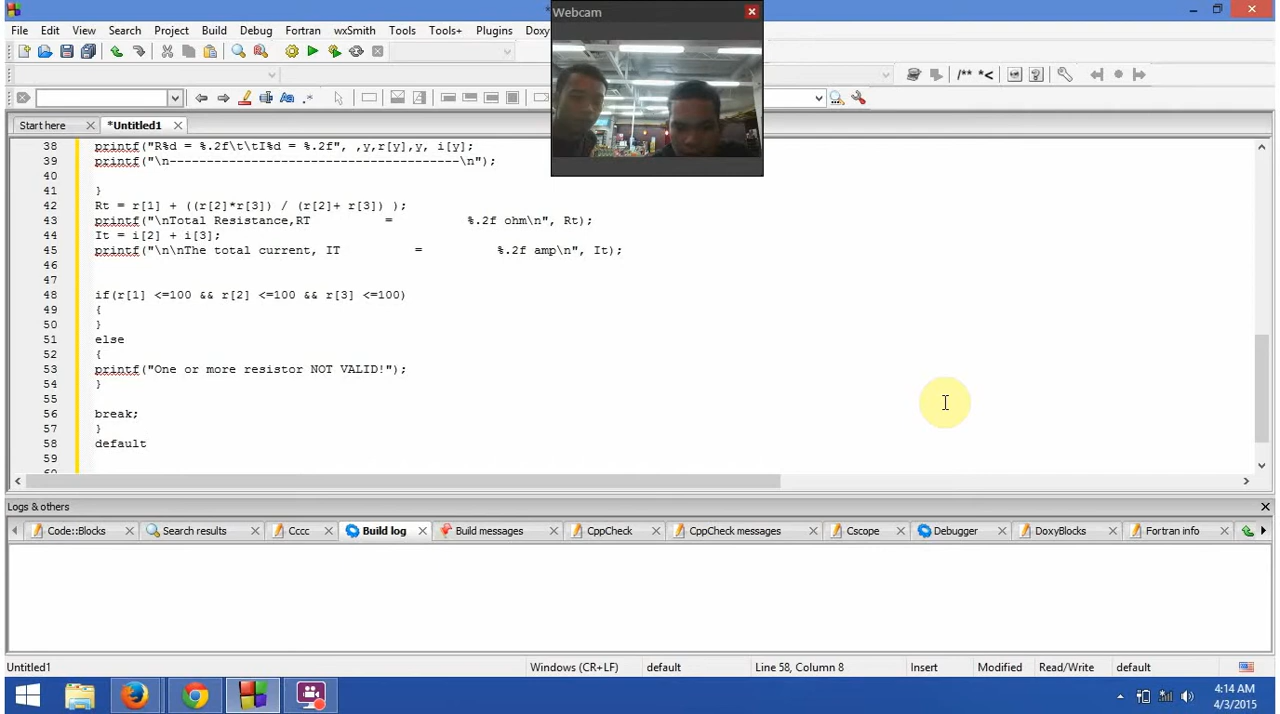 Webcam
File Edit View Search Project Build Debug Fortran wxSmith Tools Tools+ Plugins Doxy
/** *<
Start here *Untitled1
38 printf("R%d = %.2f\t\tI%d = %.2f", ,y,r[y],y, i[y];
39 printf("\n---------------------------------------\n");
40
41 }
42 Rt = r[1] + ((r[2]*r[3]) / (r[2]+ r[3]) );
43 printf("\nTotal Resistance,RT = %.2f ohm\n", Rt);
44 It = i[2] + i[3];
45 printf("\n\nThe total current, IT = %.2f amp\n", It);
46
47
48 if(r[1] <=100 && r[2] <=100 && r[3] <=100)
49 {
50 }
51 else
52 {
53 printf("One or more resistor NOT VALID!");
54 }
55
56 break;
57 }
58 default
59
Logs & others
Code::Blocks Search results Cccc Build log Build messages CppCheck CppCheck messages Cscope Debugger DoxyBlocks Fortran info
Untitled1 Windows (CR+LF) default Line 58, Column 8 Insert Modified Read/Write default
4:14 AM
4/3/2015